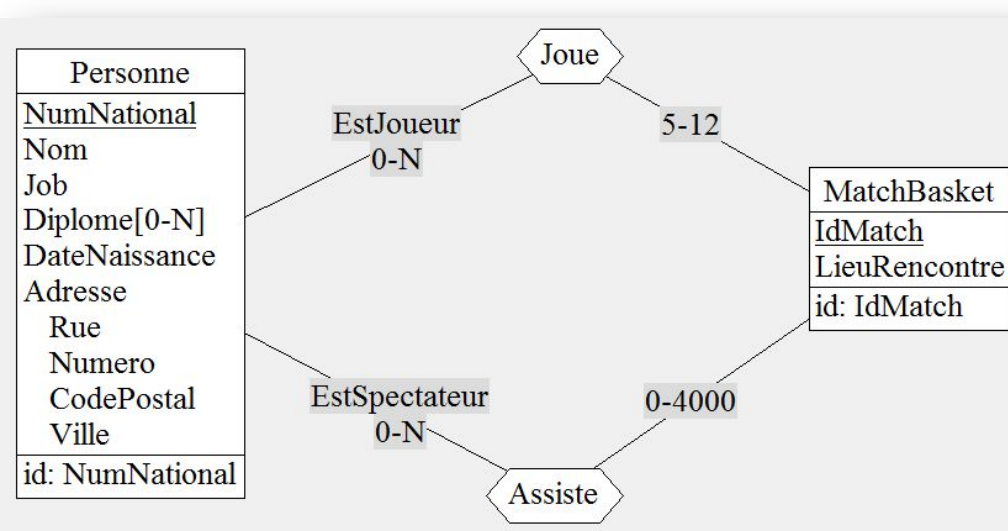 Personne
NumNational
Nom
Job
Diplome[0-N]
DateNaissance
Adresse
Rue
Numero
CodePostal
Ville
id: NumNational
Joue
EstJoueur
0-N
5-12
MatchBasket
IdMatch
LieuRencontre
id: IdMatch
EstSpectateur
0-N
0-4000
Assiste